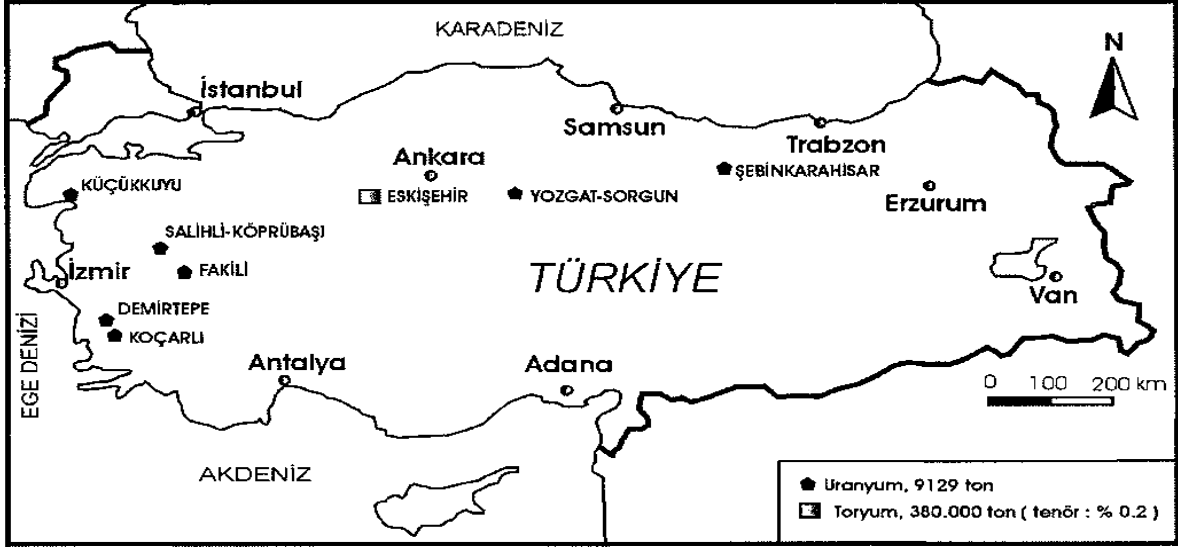 KARADENİZ
N
İstanbul
Samsun
Trabzon
Ankara
ŞEBİNKARAHİSAR
KÜÇÜKKUYU
ESKİŞEHİR
YOZGAT-SORGUN
Erzurum
SALİHLİ-KÖPRÜBAŞI
İzmir
FAKILI
TÜRKİYE
Van
DEMİRTEPE
KOÇARLI
EGE DENİZİ
Antalya
Adana
0 100 200 km
AKDENİZ
Uranyum, 9129 ton
Toryum, 380.000 ton ( tenör : % 0.2 )